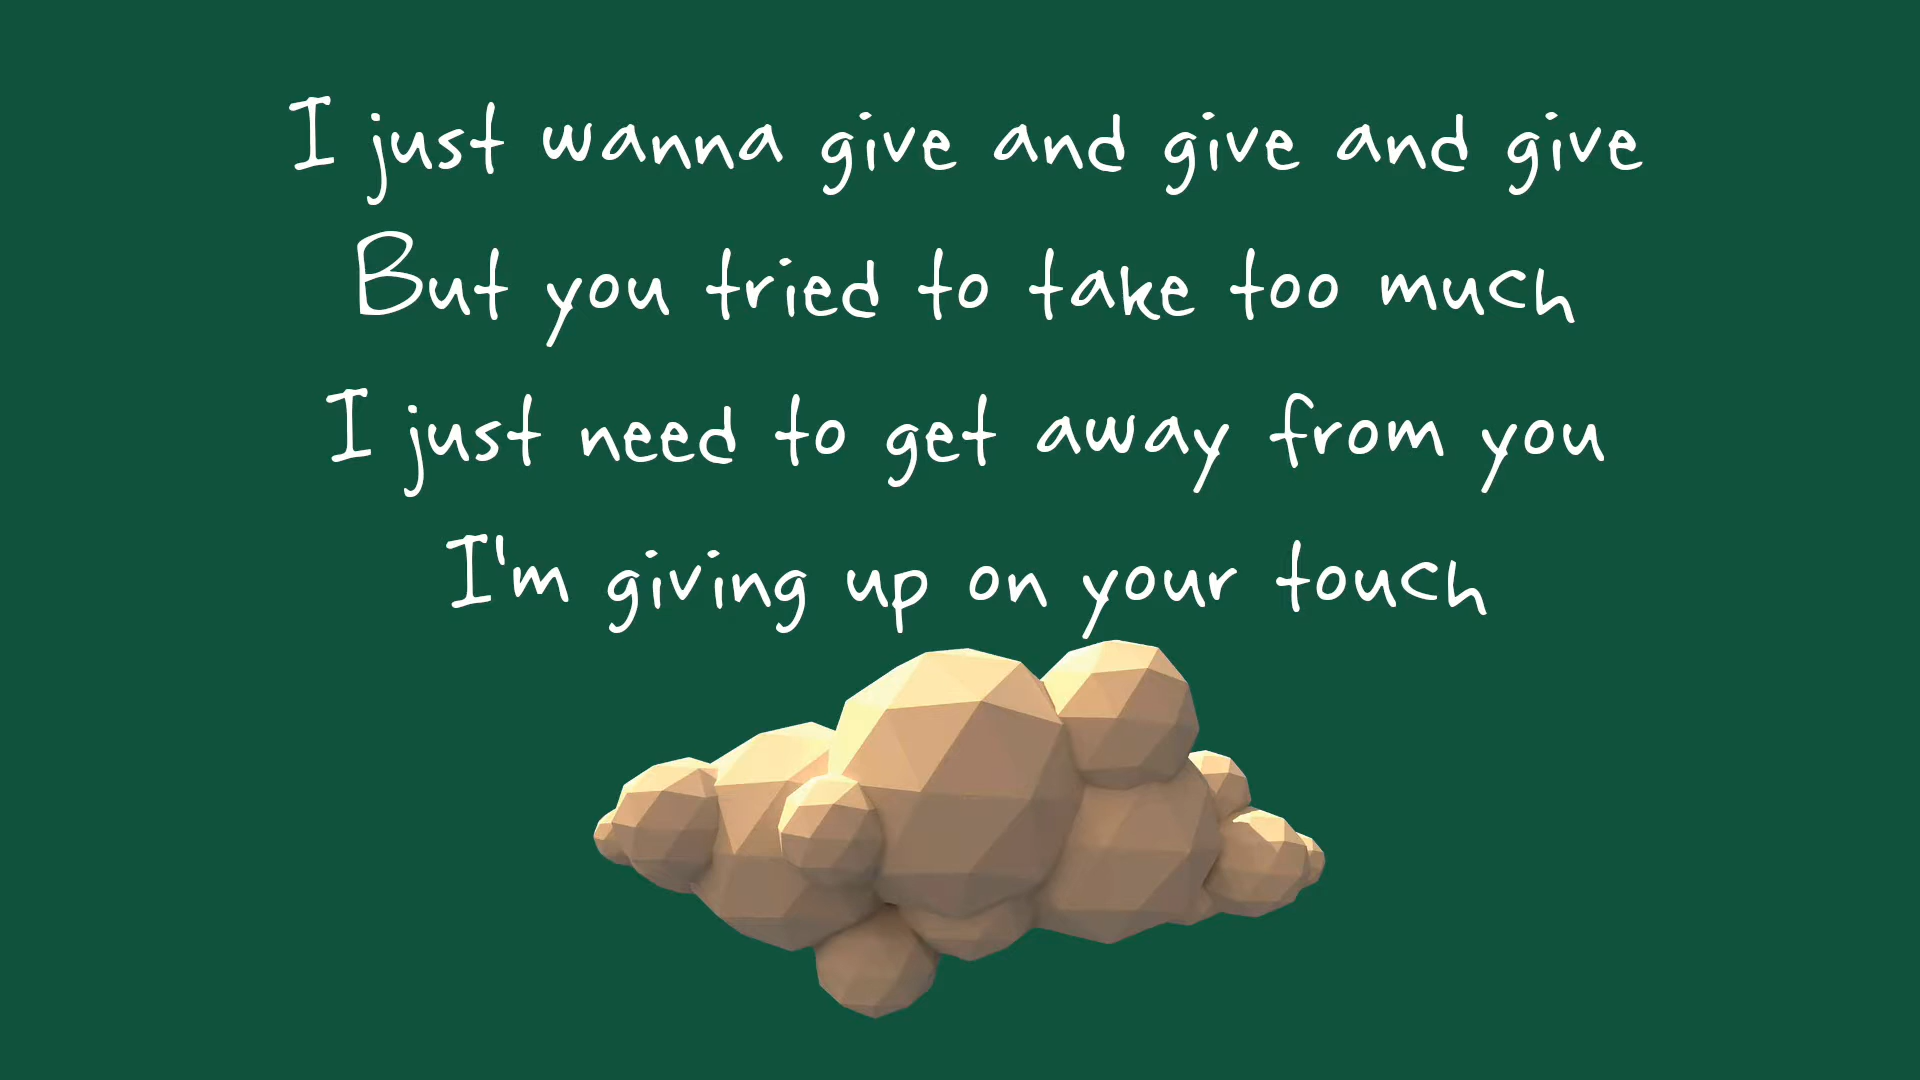 I just wanna give and give and give
But you tried to take too much
I just need to get away from you
I'm giving up on your touch